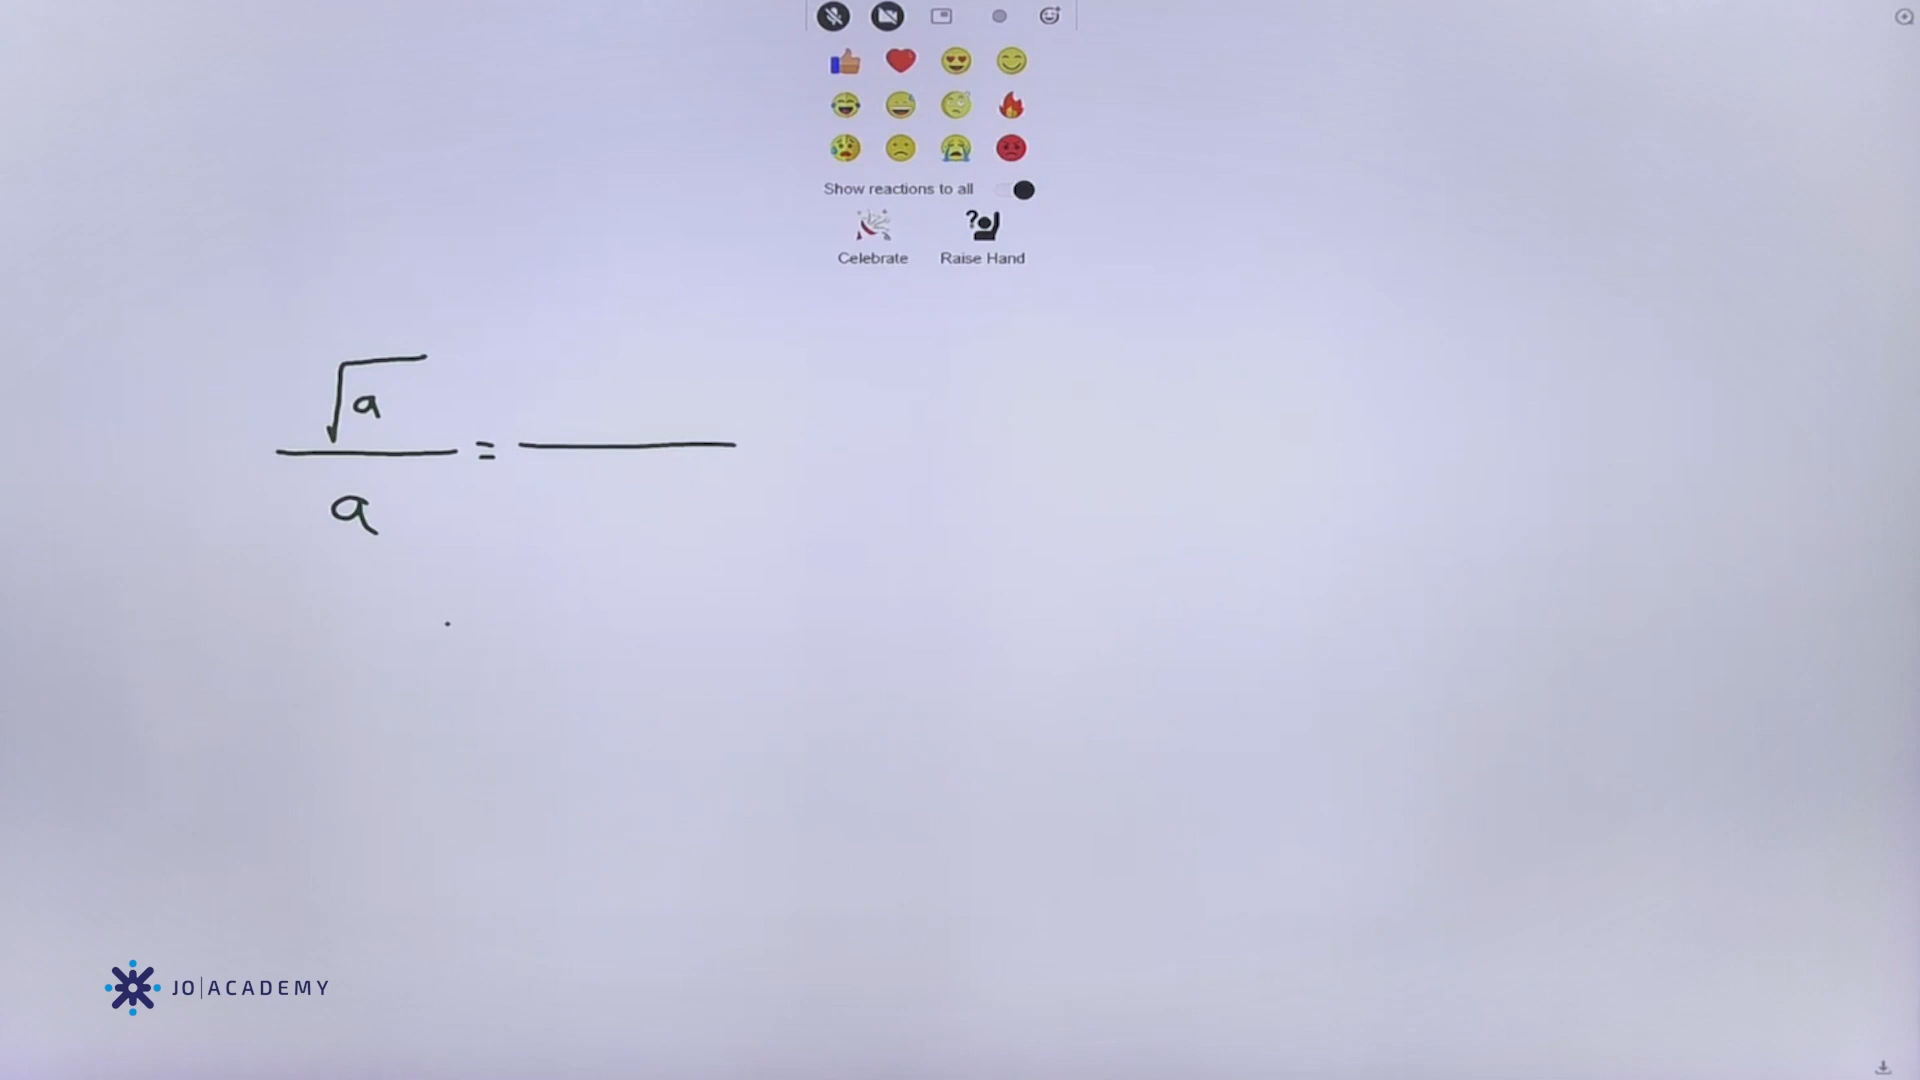 Show reactions to all
Celebrate
Raise Hand
√a
a
=
JO|ACADEMY